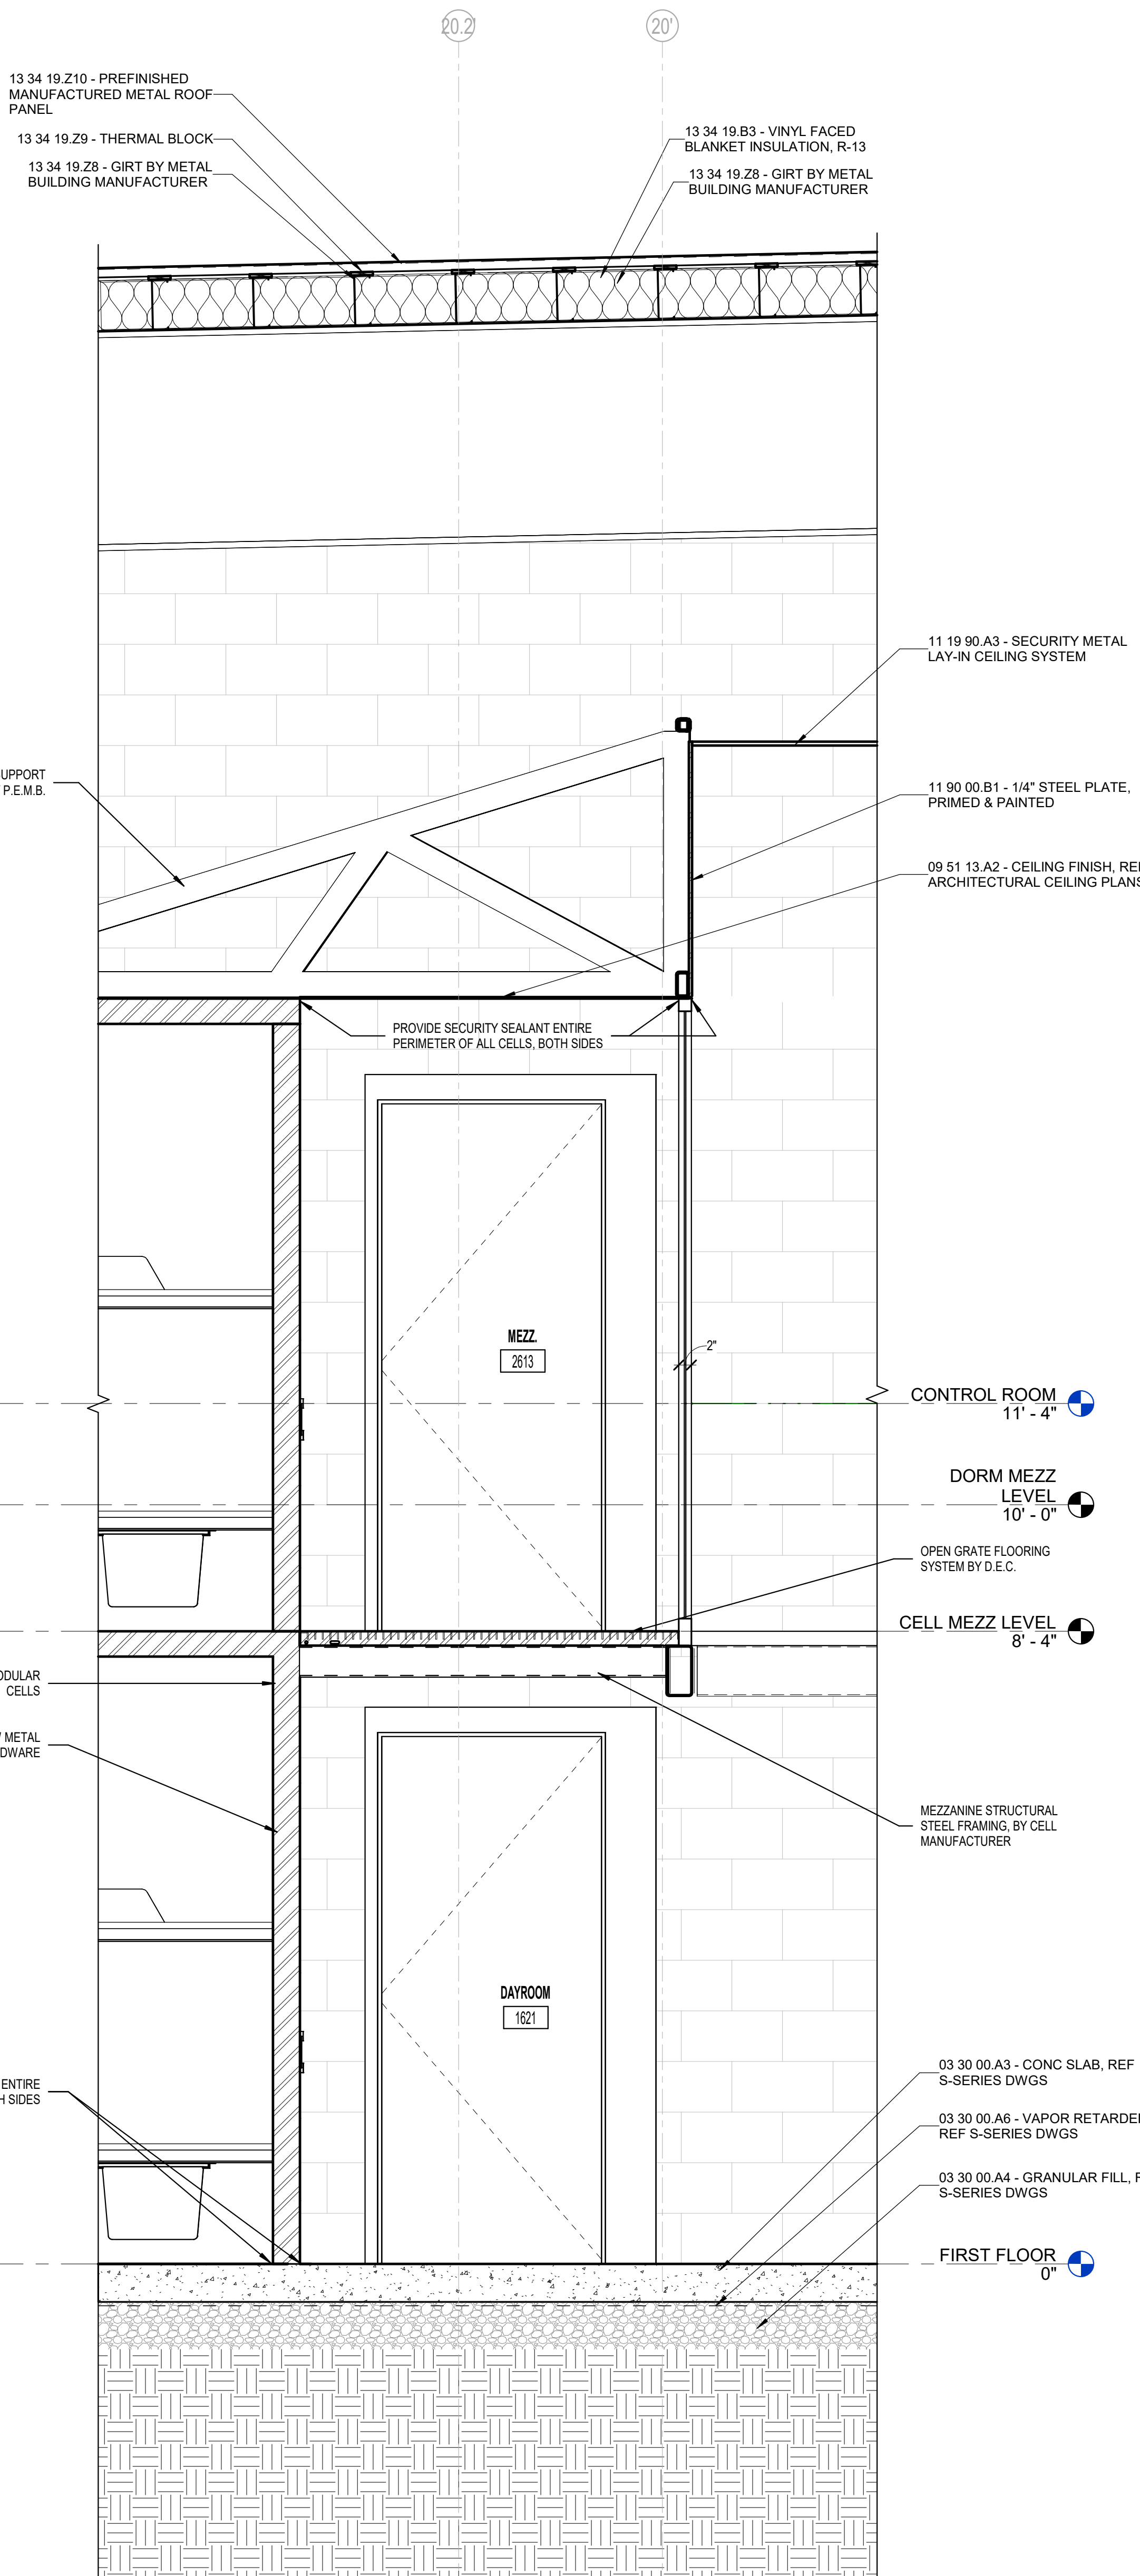 20.2'
20'
13 34 19.Z10 - PREFINISHED
MANUFACTURED METAL ROOF
PANEL
13 34 19.Z9 - THERMAL BLOCK
13 34 19.Z8 - GIRT BY METAL
BUILDING MANUFACTURER
13 34 19.B3 - VINYL FACED
BLANKET INSULATION, R-13
13 34 19.Z8 - GIRT BY METAL
BUILDING MANUFACTURER
11 19 90.A3 - SECURITY METAL
LAY-IN CEILING SYSTEM
UPPORT
P.E.M.B.
11 90 00.B1 - 1/4" STEEL PLATE,
PRIMED & PAINTED
09 51 13.A2 - CEILING FINISH, REF
ARCHITECTURAL CEILING PLANS
PROVIDE SECURITY SEALANT ENTIRE
PERIMETER OF ALL CELLS, BOTH SIDES
MEZZ.
2613
2"
CONTROL ROOM
11' - 4"
DORM MEZZ
LEVEL
10' - 0"
OPEN GRATE FLOORING
SYSTEM BY D.E.C.
CELL MEZZ LEVEL
8' - 4"
ODULAR
CELLS
METAL
DWARE
MEZZANINE STRUCTURAL
STEEL FRAMING, BY CELL
MANUFACTURER
DAYROOM
1621
ENTIRE
H SIDES
03 30 00.A3 - CONC SLAB, REF
S-SERIES DWGS
03 30 00.A6 - VAPOR RETARDER
REF S-SERIES DWGS
03 30 00.A4 - GRANULAR FILL,
S-SERIES DWGS
FIRST FLOOR
0"